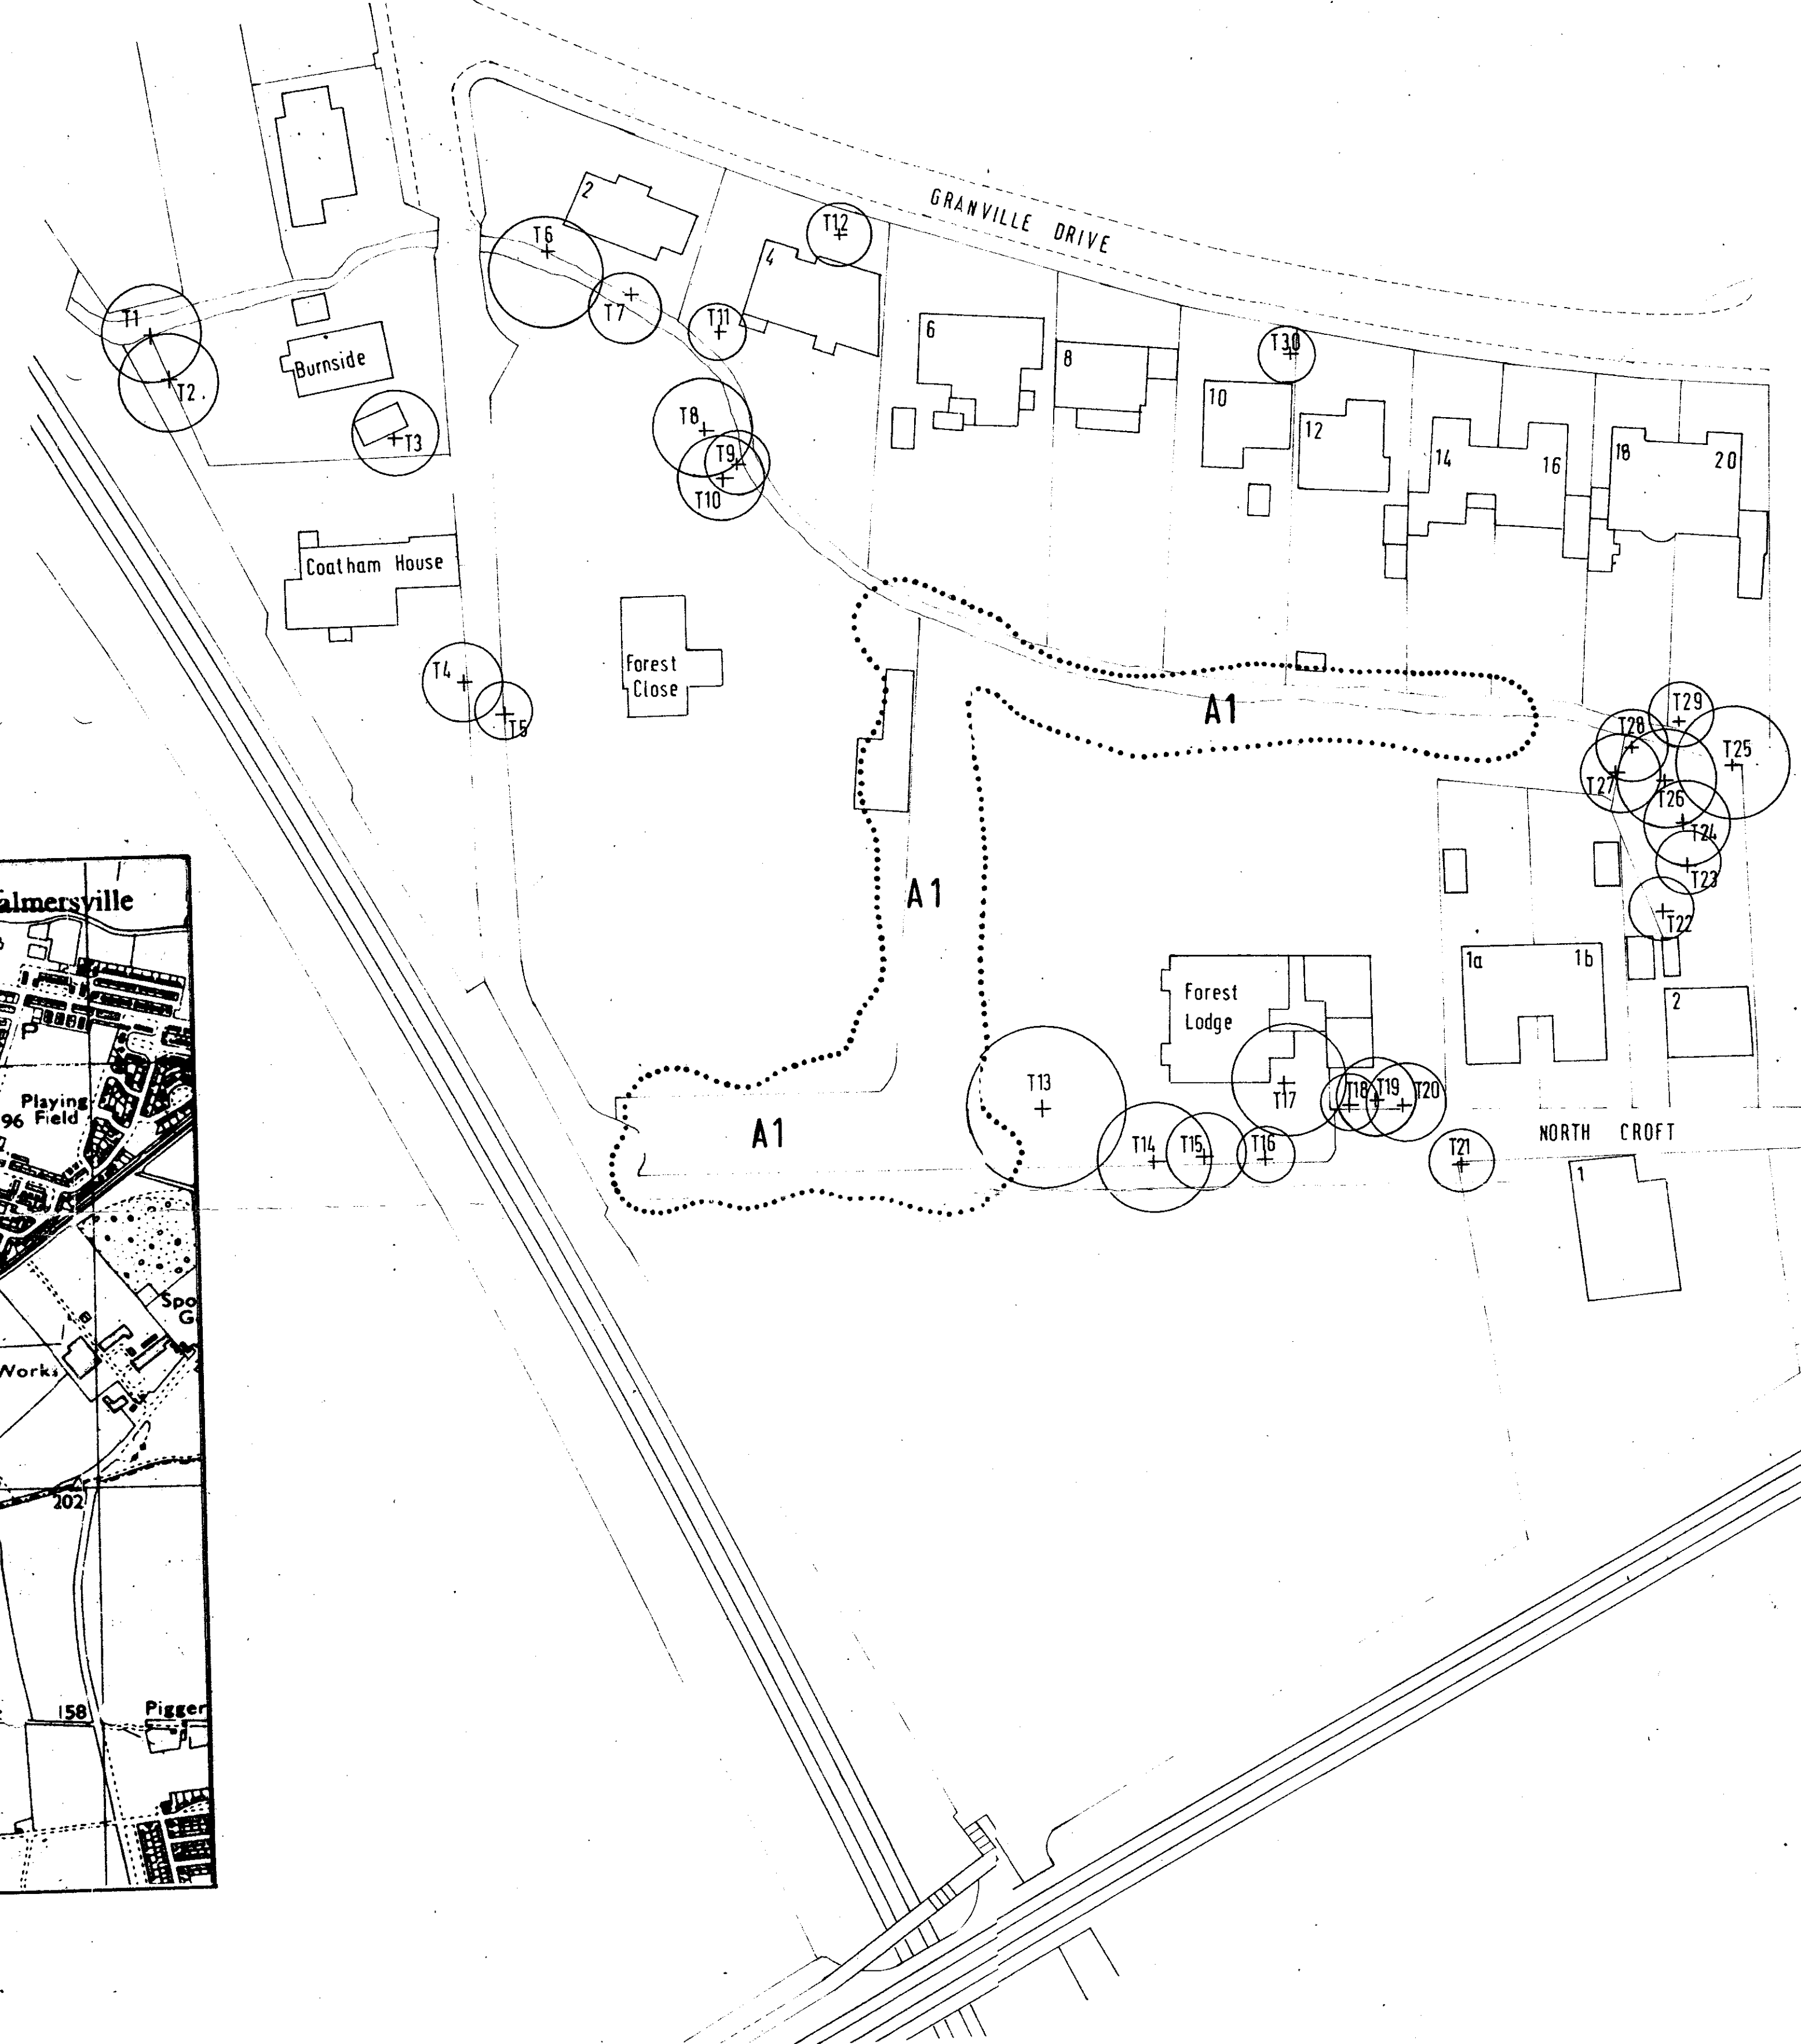 GRANVILLE DRIVE
2
T6
T7
T12
4
T11
6
8
T30
10
12
14
16
18
20
T1
T2
Burnside
T3
T8
T9
T10
Coatham House
T4
T5
Forest
Close
A1
T29
T28
T25
T27
T26
T24
T23
T22
A1
1a
1b
2
Forest
Lodge
T13
T14
T15
T16
T17
T18
T19
T20
T21
A1
NORTH CROFT
1
almersville
Playing
Field
96
Spo
G
Works
202
158
Pigger